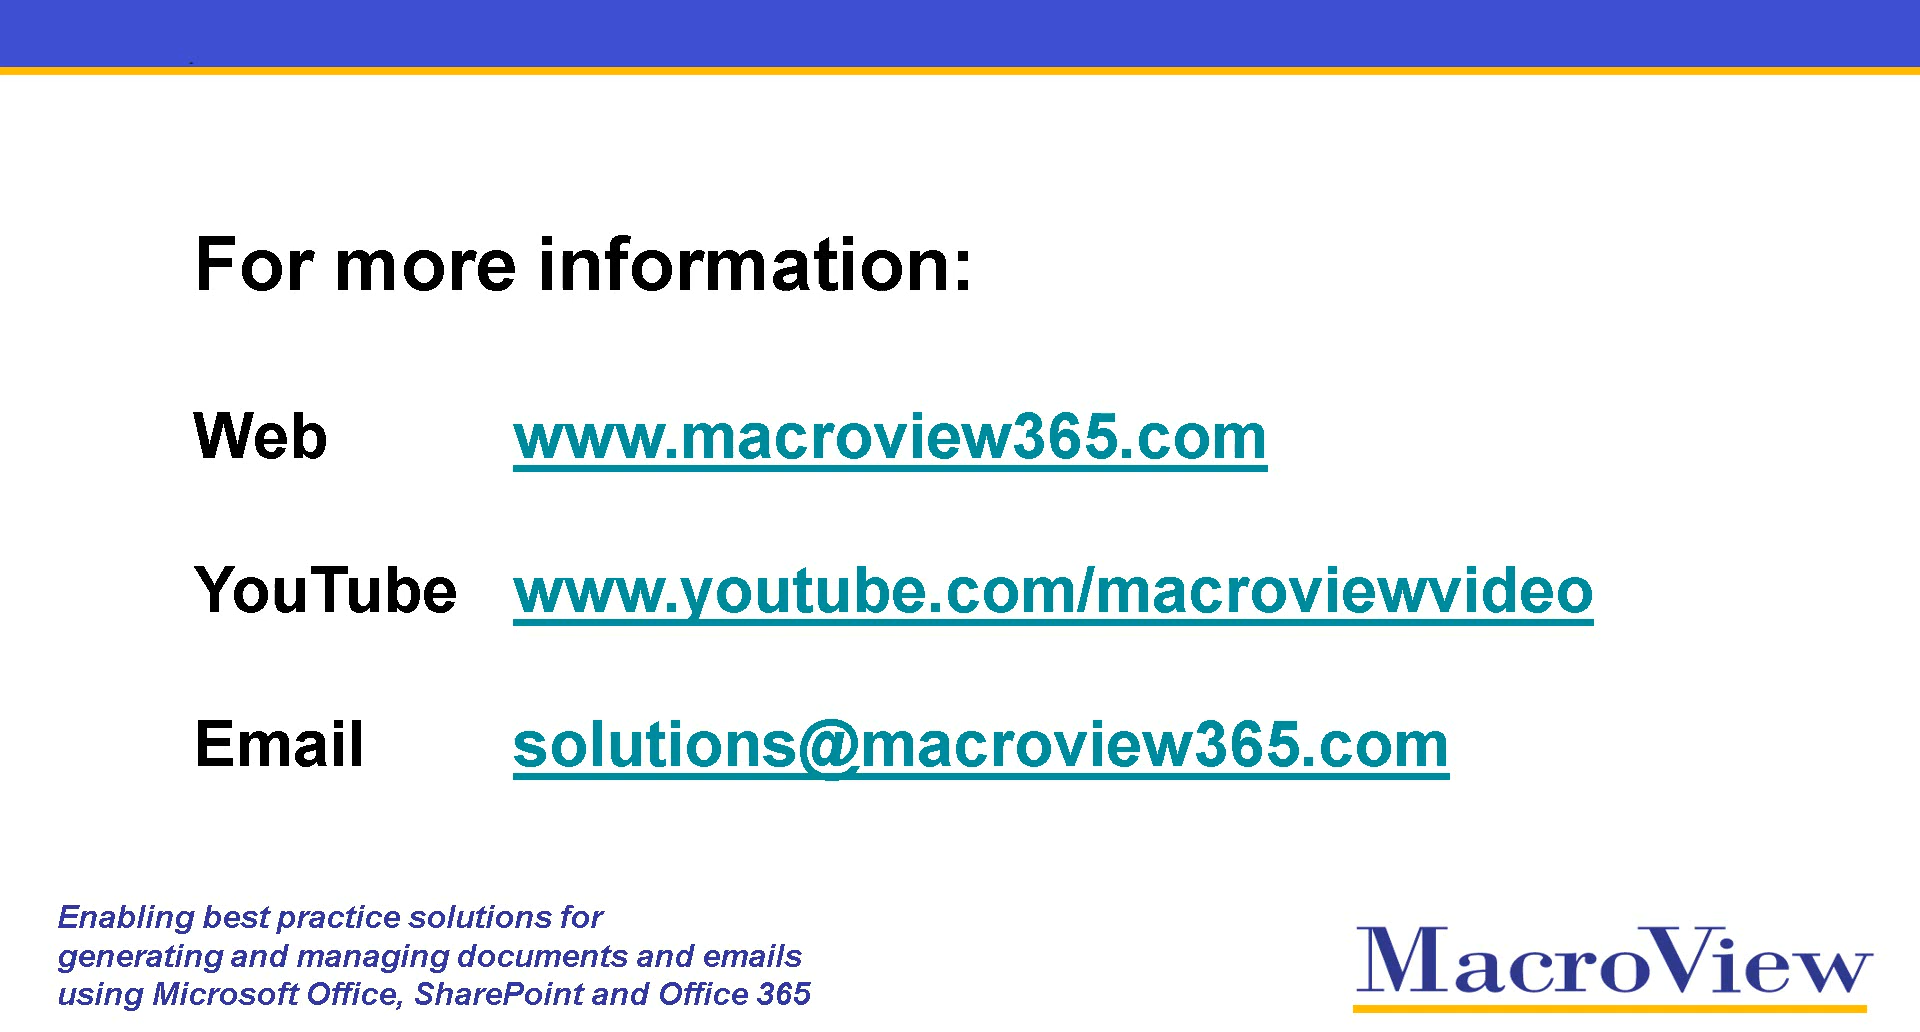 For more information:
Web www.macroview365.com
YouTube www.youtube.com/macroviewvideo
Email solutions@macroview365.com
Enabling best practice solutions for
generating and managing documents and emails
using Microsoft Office, SharePoint and Office 365
MacroView